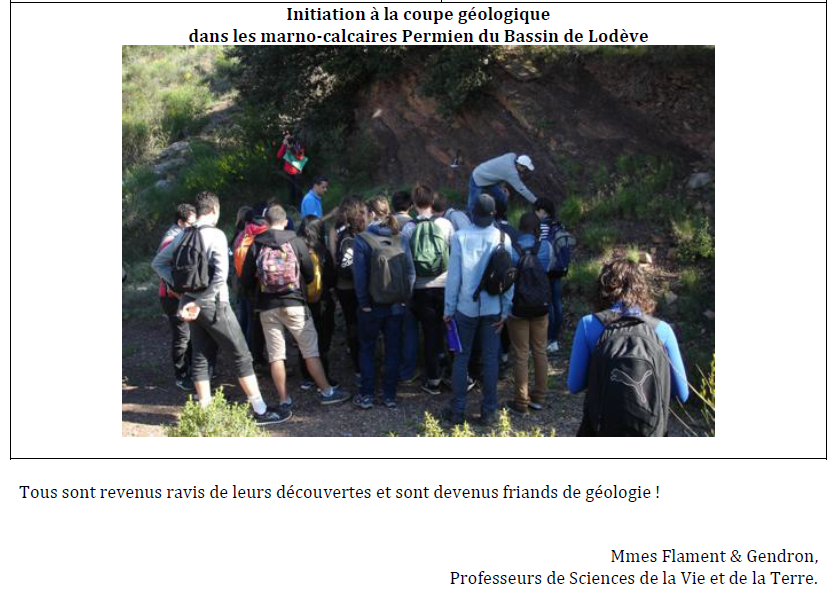 Initiation à la coupe géologique
dans les marno-calcaires Permien du Bassin de Lodève
Tous sont revenus ravis de leurs découvertes et sont devenus friands de géologie !
Mmes Flament & Gendron,
Professeurs de Sciences de la Vie et de la Terre.